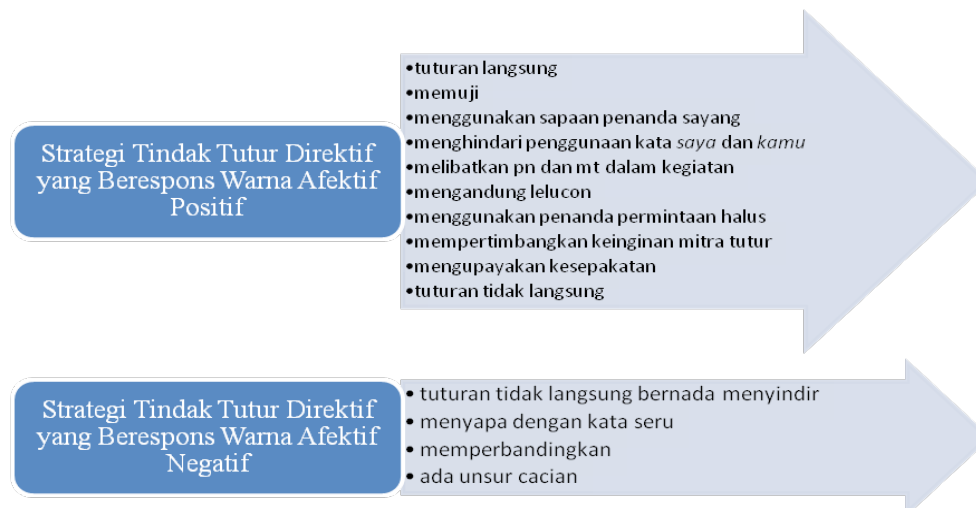 Strategi Tindak Tutur Direktif
yang Berespons Warna Afektif
Positif
•tuturan langsung
•memuji
•menggunakan sapaan penanda sayang
•menghindari penggunaan kata saya dan kamu
•melibatkan pn dan mt dalam kegiatan
•mengandung lelucon
•menggunakan penanda permintaan halus
•mempertimbangkan keinginan mitra tutur
•mengupayakan kesepakatan
•tuturan tidak langsung
Strategi Tindak Tutur Direktif
yang Berespons Warna Afektif
Negatif
• tuturan tidak langsung bernada menyindir
• menyapa dengan kata seru
• memperbandingkan
• ada unsur cacian